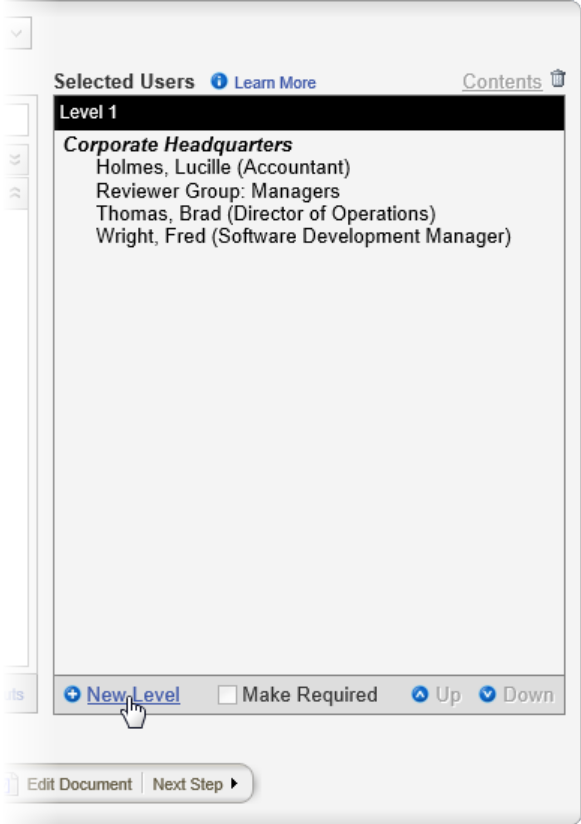 Selected Users Learn More Contents
Level 1
Corporate Headquarters
Holmes, Lucille (Accountant)
Reviewer Group: Managers
Thomas, Brad (Director of Operations)
Wright, Fred (Software Development Manager)
New Level Make Required Up Down
Edit Document Next Step